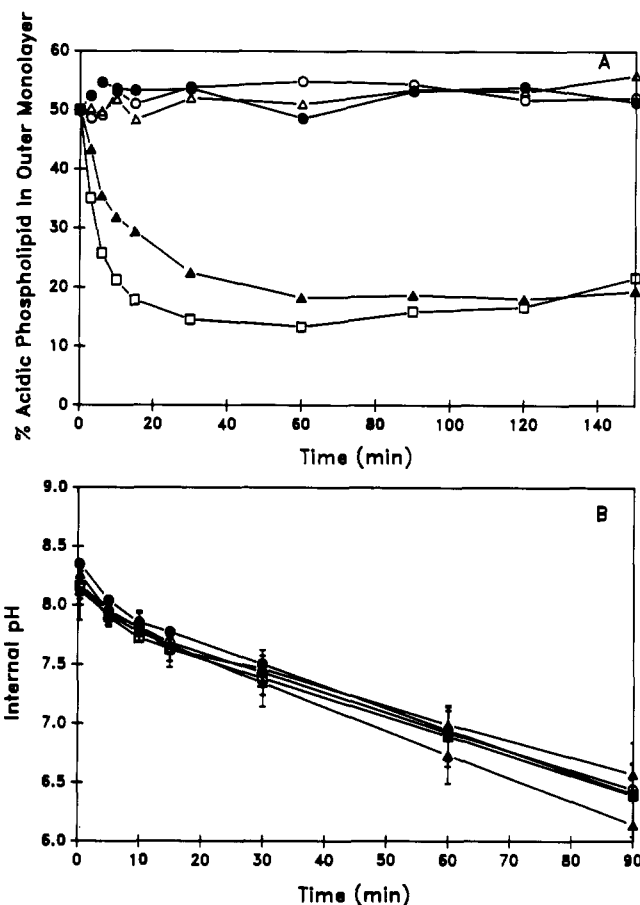 60
50
40
30
20
10
0
% Acidic Phospholipid In Outer Monolayer
A
0 20 40 60 80 100 120 140
Time (min)
9.0
8.5
8.0
7.5
7.0
6.5
6.0
Internal pH
B
0 10 20 30 40 50 60 70 80 90
Time (min)